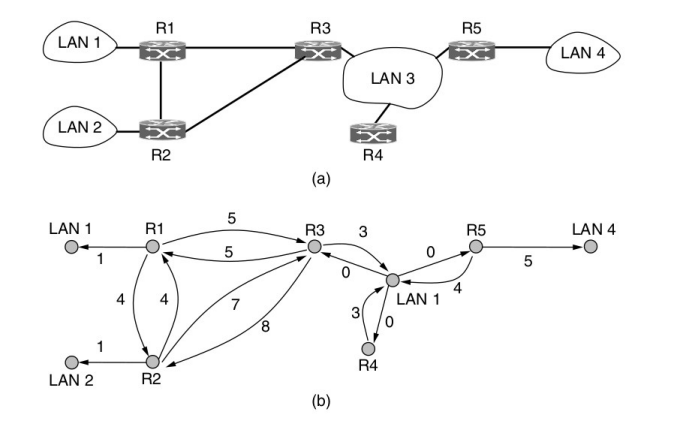 R1 R3 R5
LAN 1 LAN 4
LAN 3
LAN 2
R2 R4
(a)
LAN 1 R1 5 R3 3 R5 LAN 4
1 5 0 0 5
4 4 7 8 LAN 1 4
3 0
1
LAN 2 R2 R4
(b)